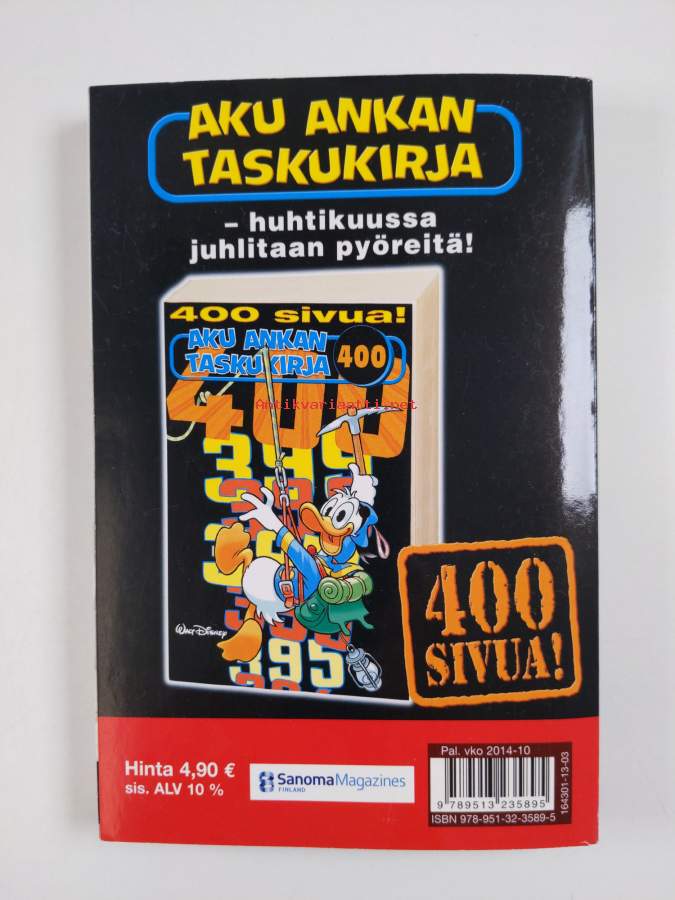 AKU ANKAN
TASKUKIRJA
– huhtikuussa
juhlitaan pyöreitä!
400 sivua!
AKU ANKAN
TASKUKIRJA
400
400
Antikvariaatti.net
399
395
WALT DISNEY
400
SIVUA!
Hinta 4,90 €
sis. ALV 10 %
SanomaMagazines
FINLAND
Pal. vko 2014-10
9 789513 235895
ISBN 978-951-32-3589-5
164301-13-03